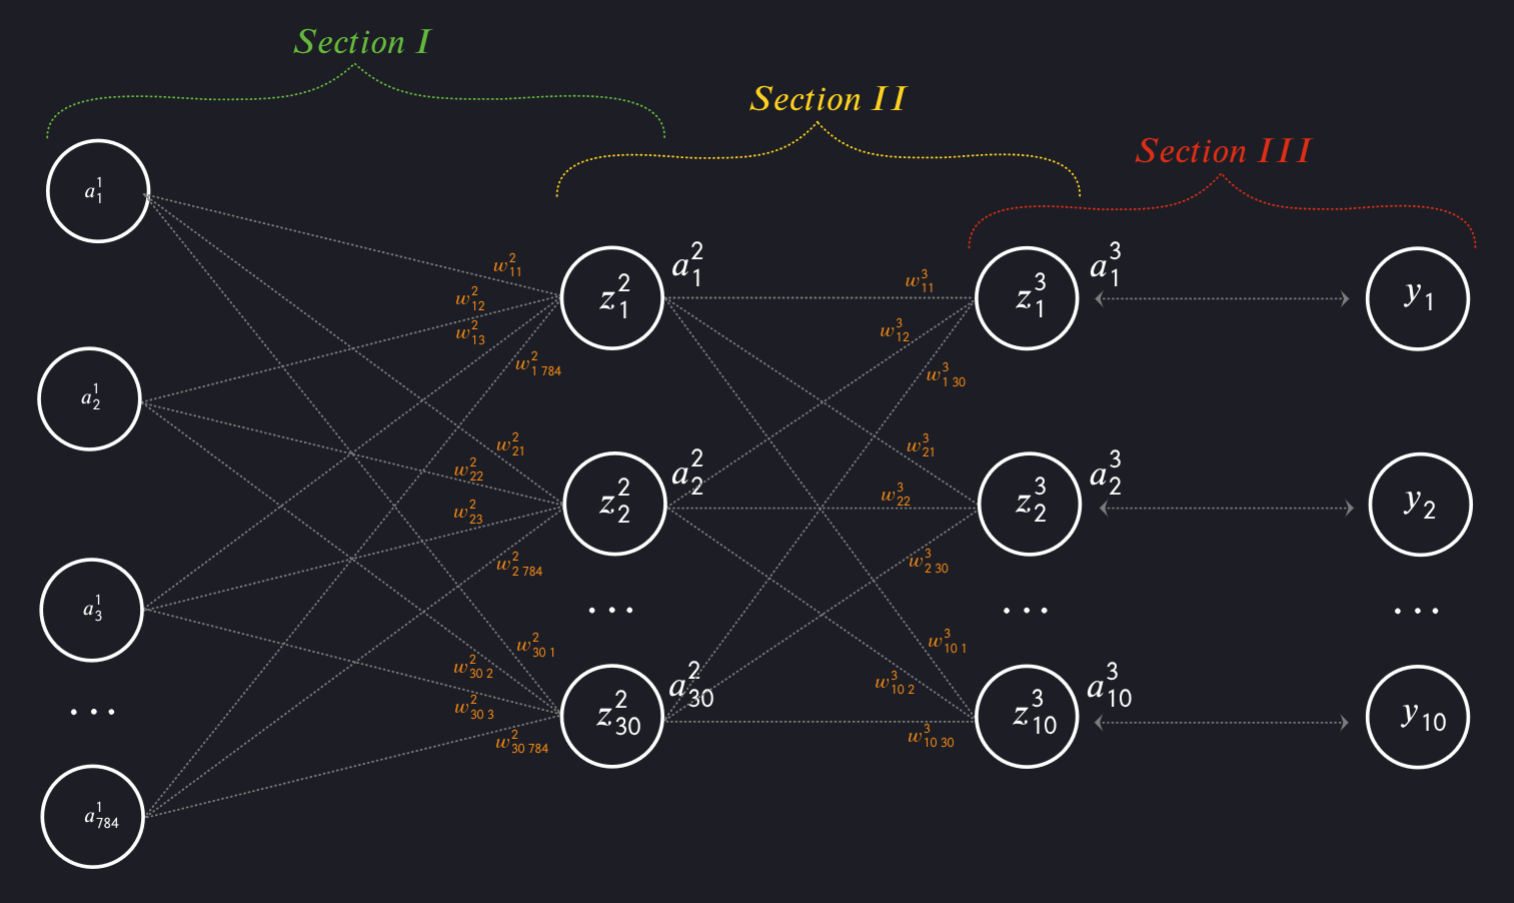 Section I
Section II
Section III
a¹₁
a¹₂
a¹₃
...
a¹₇₈₄
w²₁₁
w²₁₂
w²₁₃
w²₁ ₇₈₄
w²₂₁
w²₂₂
w²₂₃
w²₂ ₇₈₄
w²₃₀ ₁
w²₃₀ ₂
w²₃₀ ₃
w²₃₀ ₇₈₄
z²₁
a²₁
z²₂
a²₂
...
z²₃₀
a²₃₀
w³₁₁
w³₁₂
w³₁ ₃₀
w³₂₁
w³₂₂
w³₂ ₃₀
w³₁₀ ₁
w³₁₀ ₂
w³₁₀ ₃₀
z³₁
a³₁
z³₂
a³₂
...
z³₁₀
a³₁₀
y₁
y₂
...
y₁₀